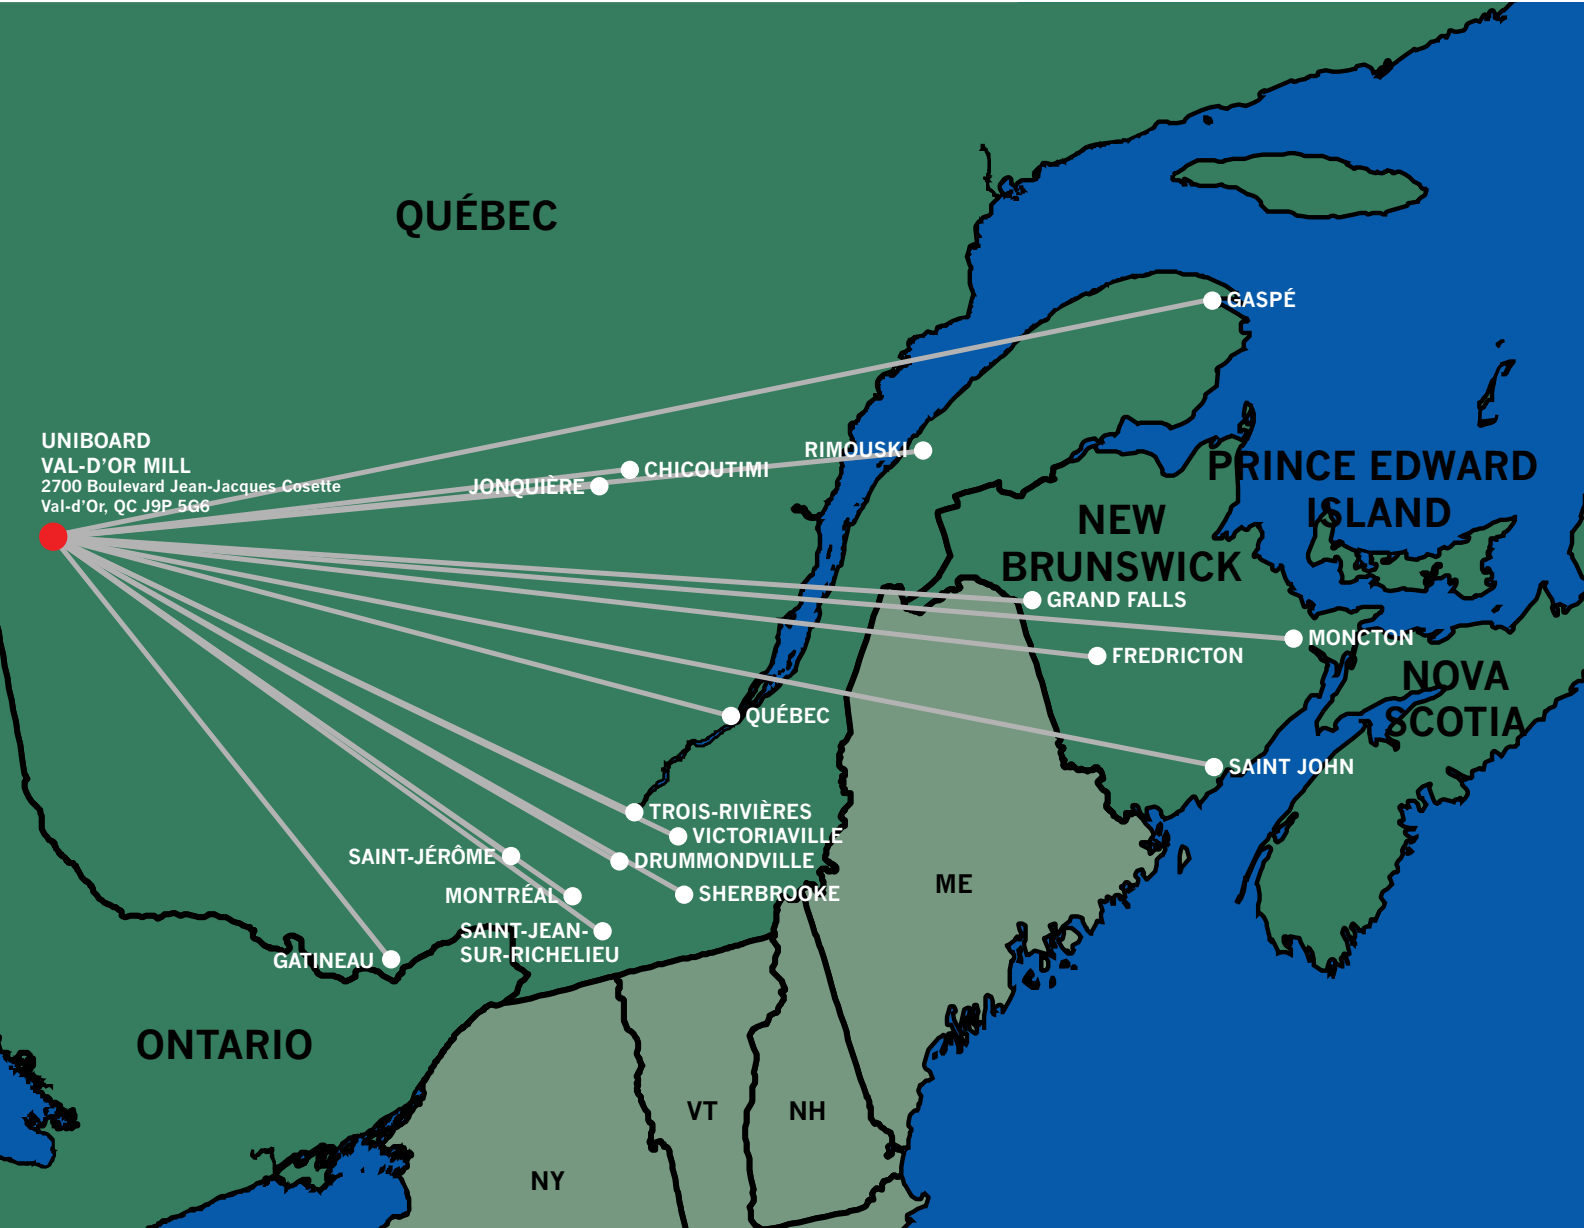 QUÉBEC
GASPÉ
UNIBOARD
VAL-D'OR MILL
2700 Boulevard Jean-Jacques Cosette
Val-d'Or, QC J9P 5G6
RIMOUSKI
CHICOUTIMI
JONQUIÈRE
PRINCE EDWARD
ISLAND
NEW
BRUNSWICK
GRAND FALLS
MONCTON
FREDRICTON
NOVA
SCOTIA
QUÉBEC
SAINT JOHN
TROIS-RIVIÈRES
VICTORIAVILLE
SAINT-JÉRÔME
DRUMMONDVILLE
ME
MONTRÉAL
SHERBROOKE
SAINT-JEAN-
SUR-RICHELIEU
GATINEAU
ONTARIO
VT
NH
NY